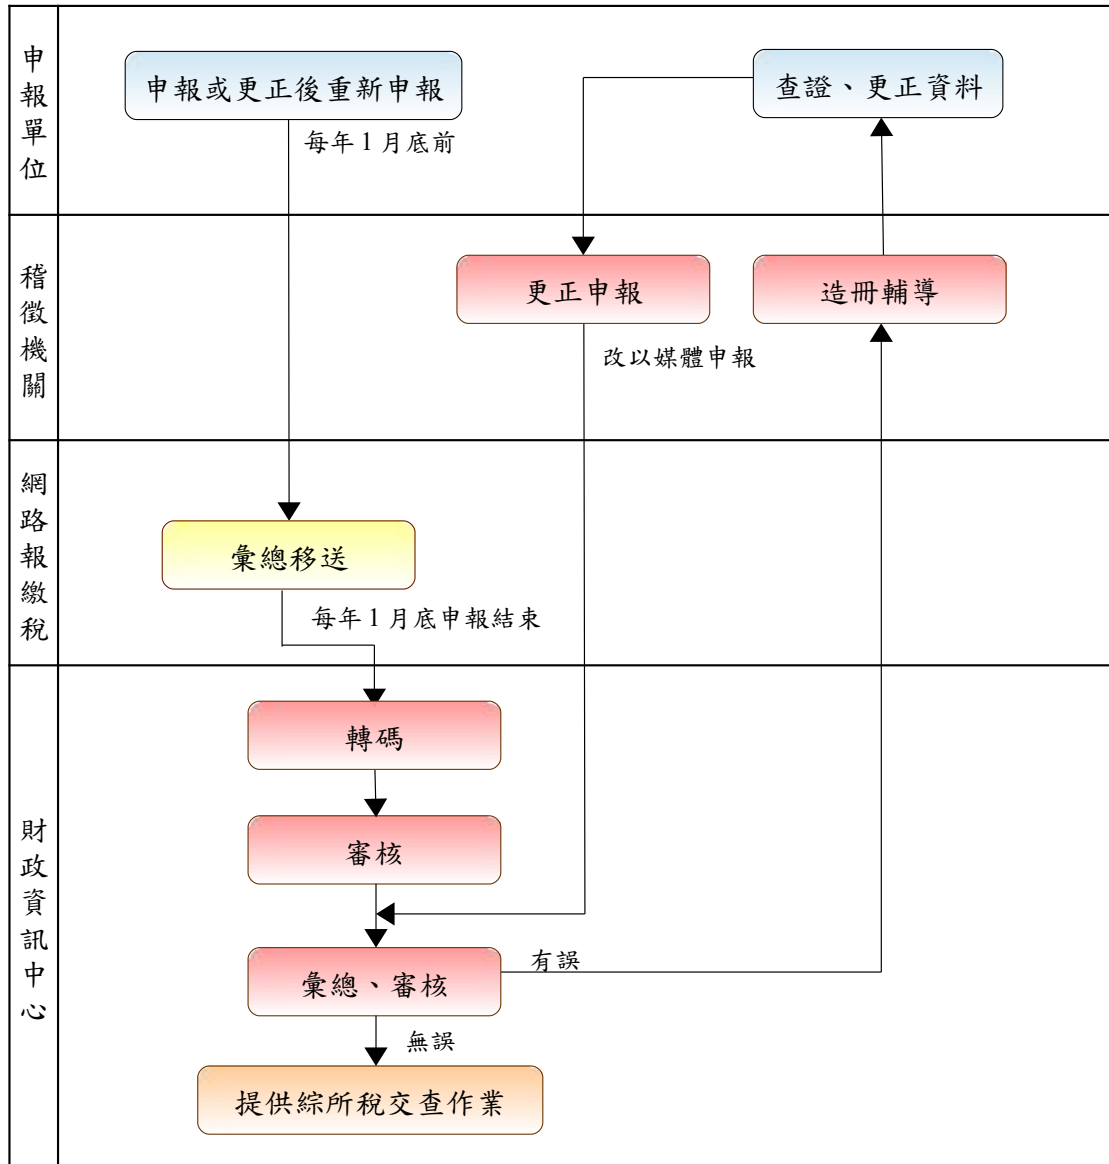 申報單位
申報或更正後重新申報
查證、更正資料
每年1月底前
稽徵機關
更正申報
造冊輔導
改以媒體申報
網路報繳稅
彙總移送
每年1月底申報結束
財政資訊中心
轉碼
審核
彙總、審核
有誤
無誤
提供綜所稅交查作業